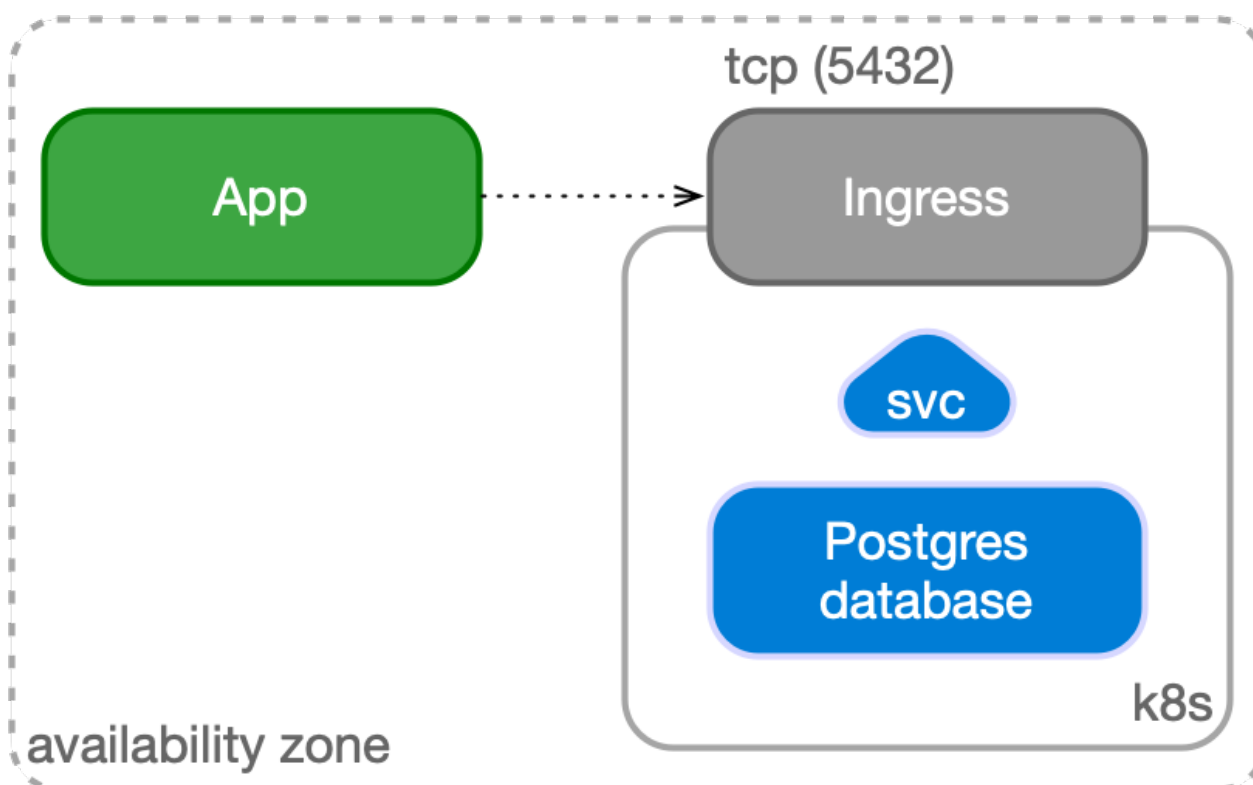 tcp (5432)
App
Ingress
svc
Postgres
database
k8s
availability zone